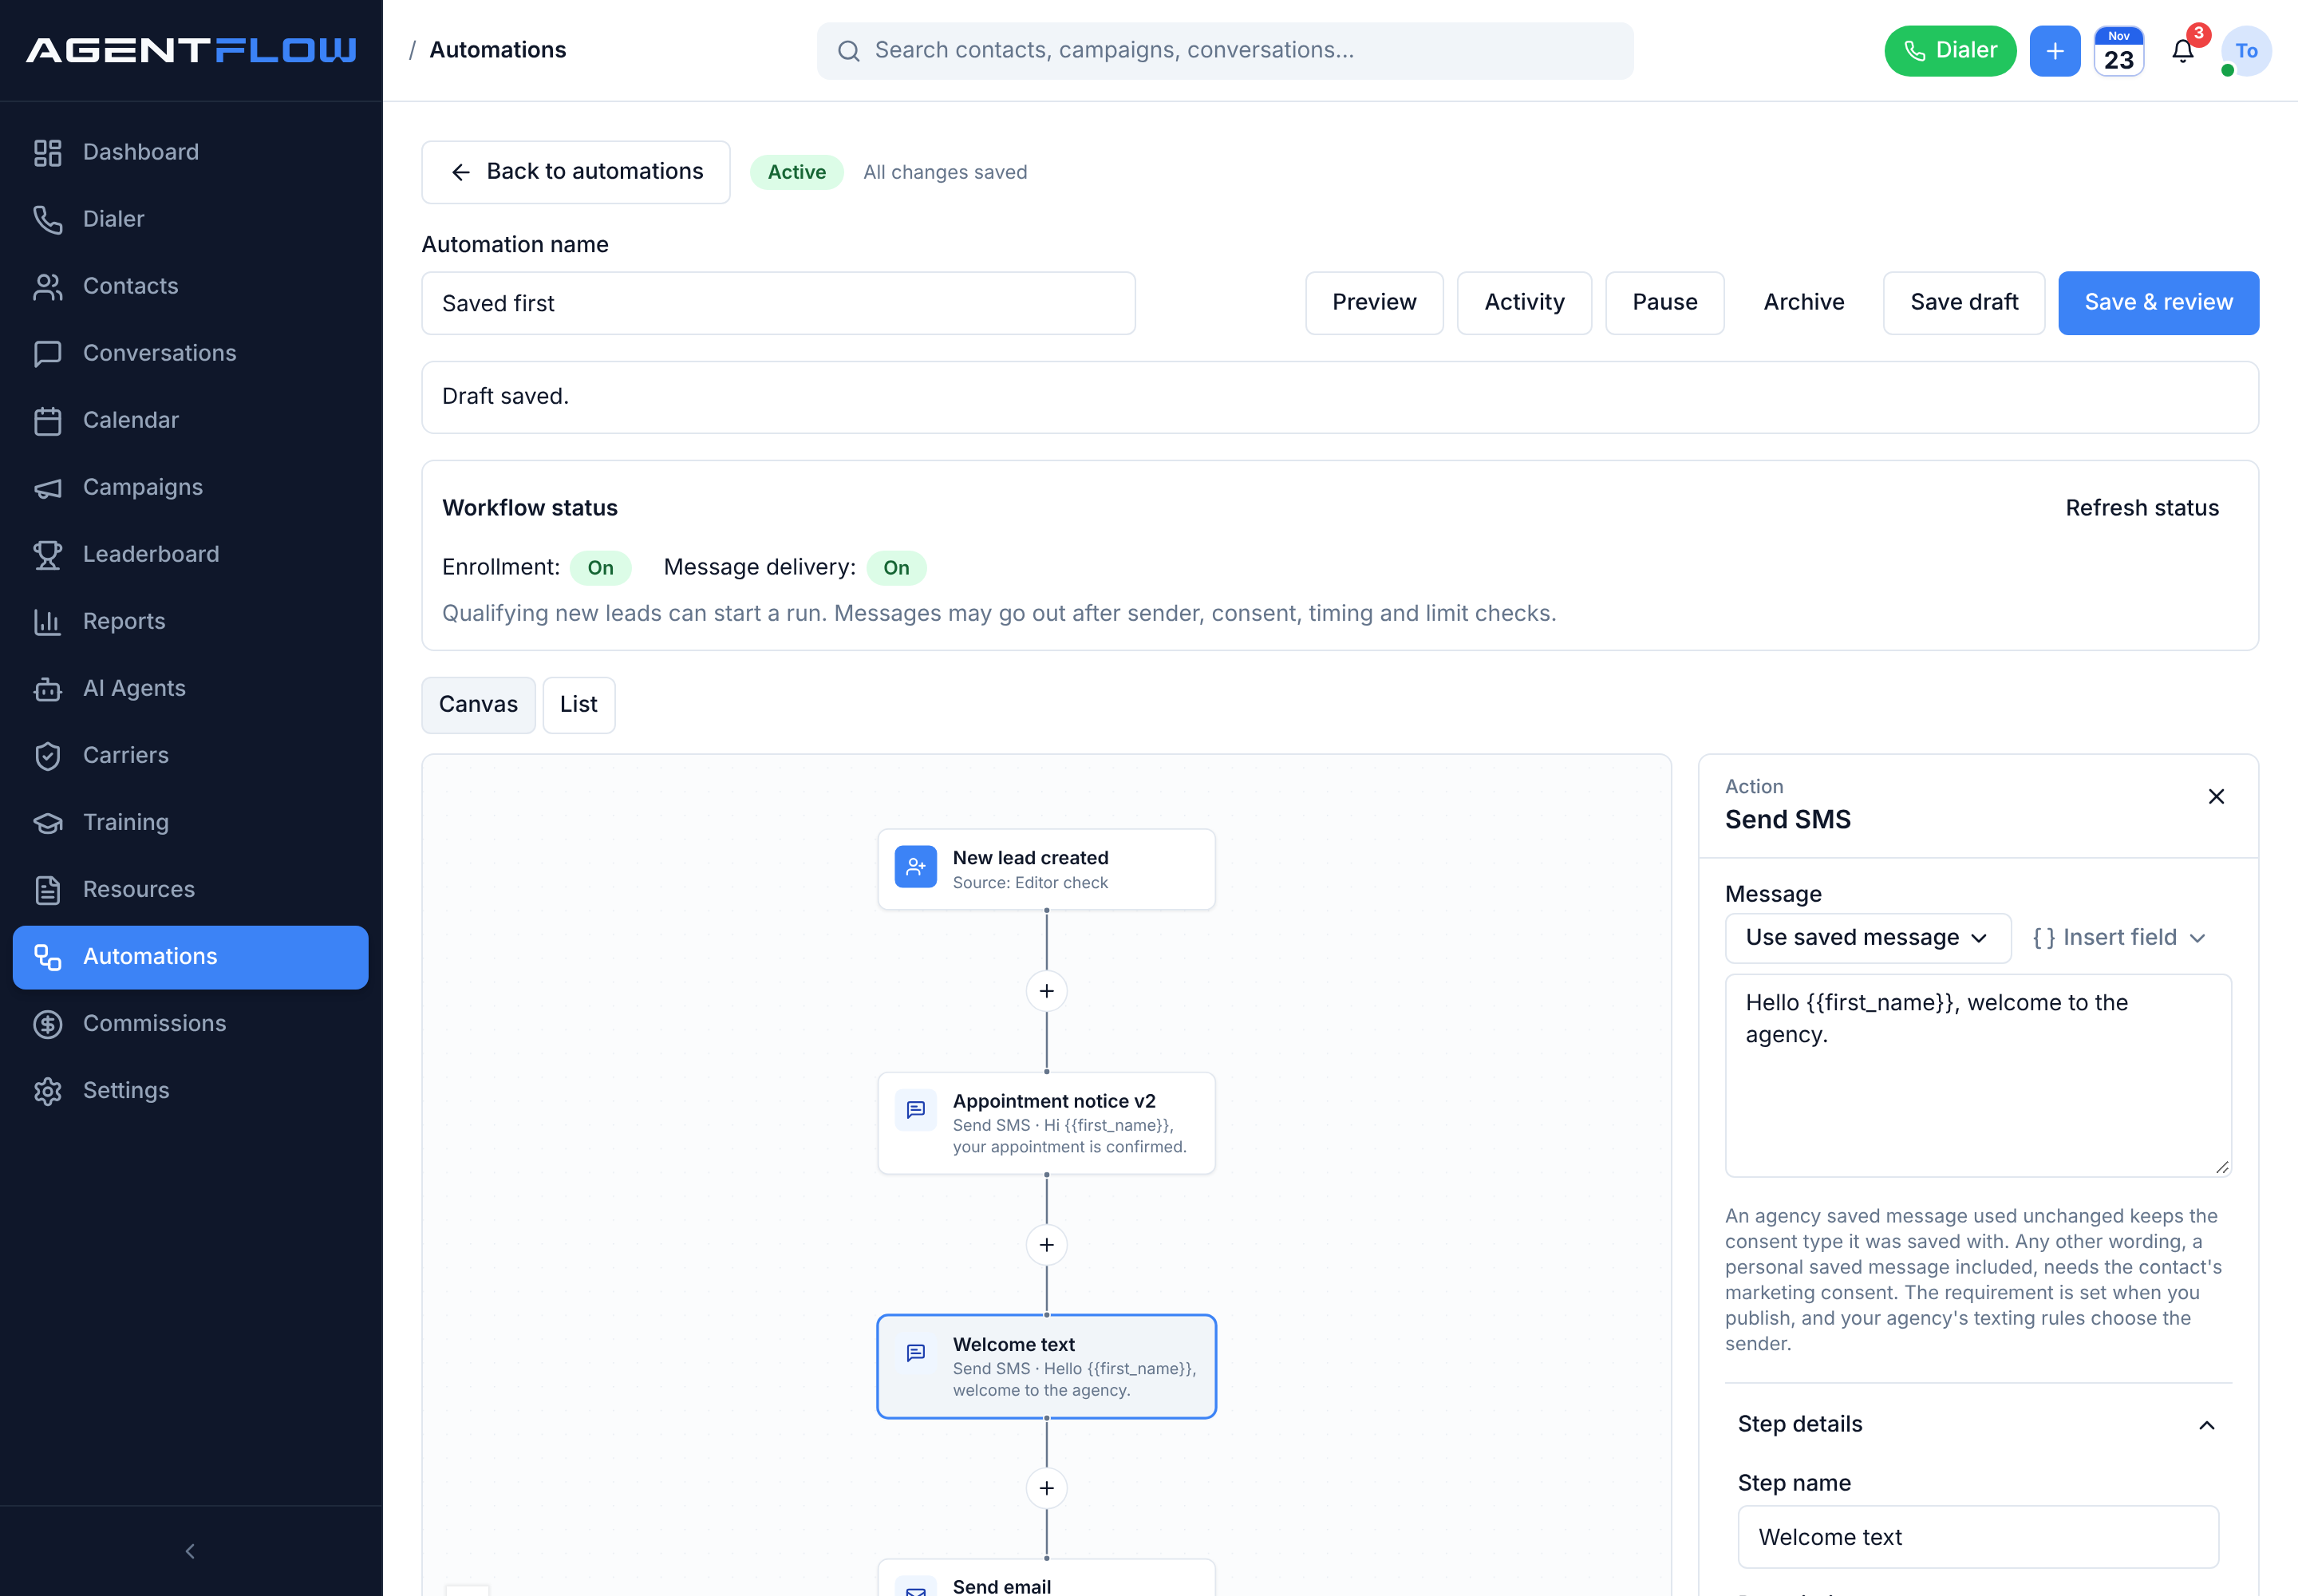 AGENTFLOW
/ Automations
Search contacts, campaigns, conversations...
Dialer
Nov
23
3
To
Dashboard
Dialer
Contacts
Conversations
Calendar
Campaigns
Leaderboard
Reports
AI Agents
Carriers
Training
Resources
Automations
Commissions
Settings
Back to automations
Active
All changes saved
Automation name
Saved first
Preview
Activity
Pause
Archive
Save draft
Save & review
Draft saved.
Workflow status
Refresh status
Enrollment: On
Message delivery: On
Qualifying new leads can start a run. Messages may go out after sender, consent, timing and limit checks.
Canvas
List
New lead created
Source: Editor check
Appointment notice v2
Send SMS · Hi {{first_name}},
your appointment is confirmed.
Welcome text
Send SMS · Hello {{first_name}},
welcome to the agency.
Send email
Action
Send SMS
Message
Use saved message
{ } Insert field
Hello {{first_name}}, welcome to the
agency.
An agency saved message used unchanged keeps the
consent type it was saved with. Any other wording, a
personal saved message included, needs the contact's
marketing consent. The requirement is set when you
publish, and your agency's texting rules choose the
sender.
Step details
Step name
Welcome text